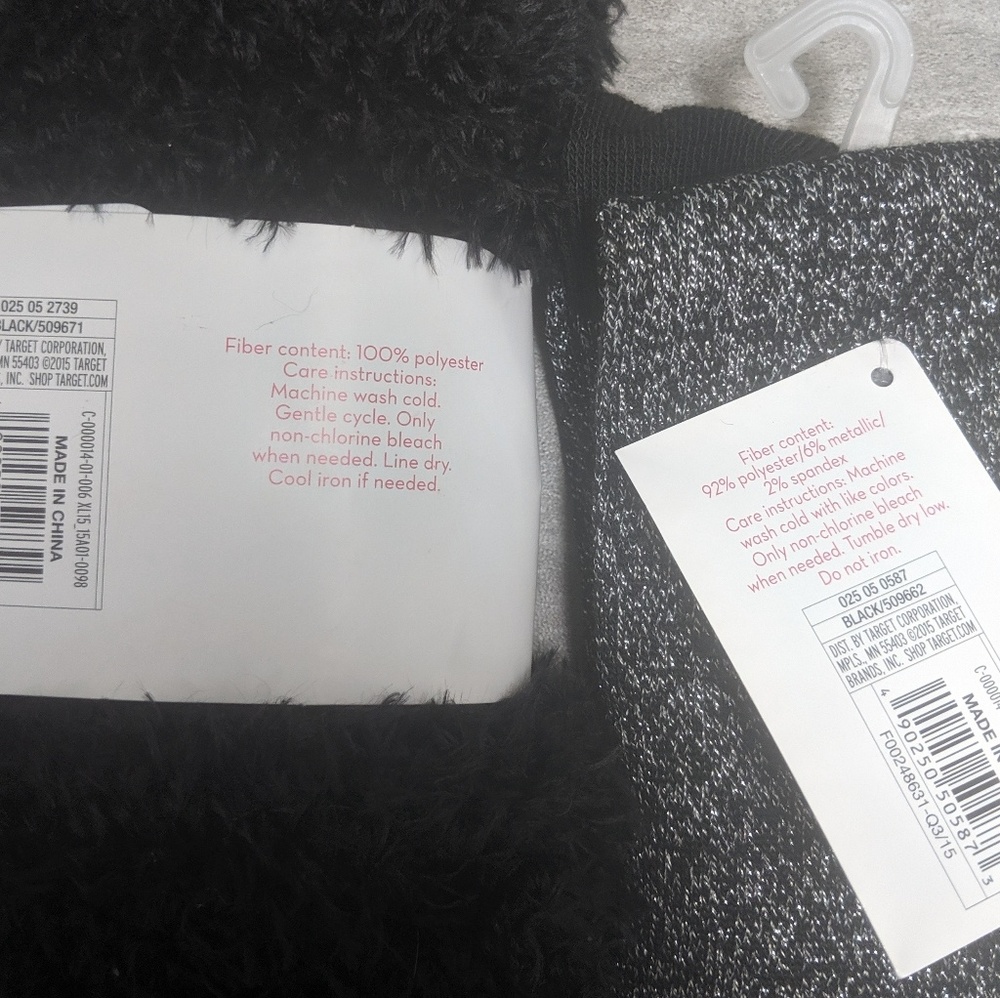 025 05 2739
BLACK/509671
TARGET CORPORATION,
MN 55403 ©2015 TARGET
, INC. SHOP TARGET.COM
MADE IN CHINA
C-000014-01-006 XL15_15A01-0098
Fiber content: 100% polyester
Care instructions:
Machine wash cold.
Gentle cycle. Only
non-chlorine bleach
when needed. Line dry.
Cool iron if needed.
Fiber content:
92% polyester/6% metallic/
2% spandex
Care instructions: Machine
wash cold with like colors.
Only non-chlorine bleach
when needed. Tumble dry low.
Do not iron.
025 05 0587
BLACK/509662
DIST. BY TARGET CORPORATION
MPLS., MN 55403 ©2015 TARGET
BRANDS, INC. SHOP TARGET.COM
C-000014
MADE IN
4 90250 50587 3
F00248631-Q3/15